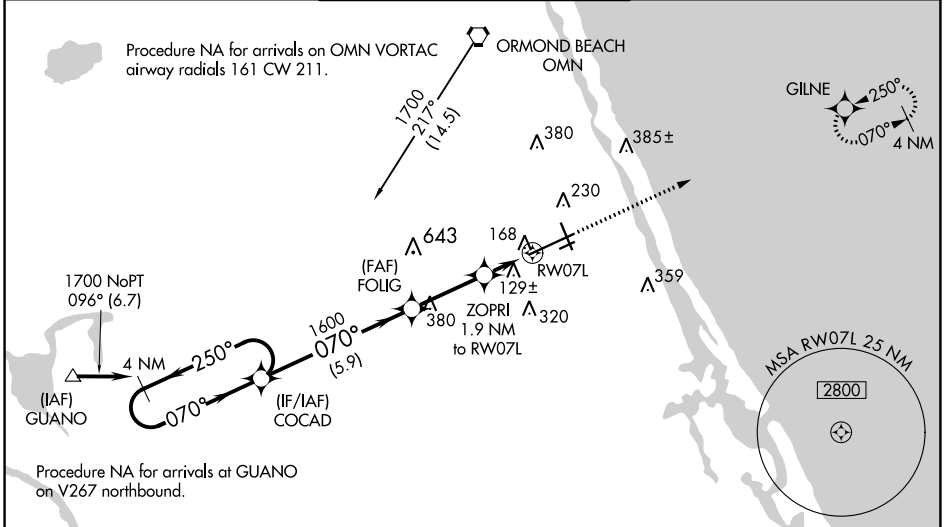 Procedure NA for arrivals on OMN VORTAC
airway radials 161 CW 211.
ORMOND BEACH
OMN
1700
217°
(14.5)
GILNE
250°
070°
4 NM
380
385±
230
643
168
(FAF)
FOLIG
RW07L
129±
359
1700 NoPT
096° (6.7)
380
ZOPRI
1.9 NM
to RW07L
320
1600
070°
(5.9)
4 NM
250°
070°
(IAF)
GUANO
(IF/IAF)
COCAD
MSA RW07L 25 NM
2800
Procedure NA for arrivals at GUANO
on V267 northbound.